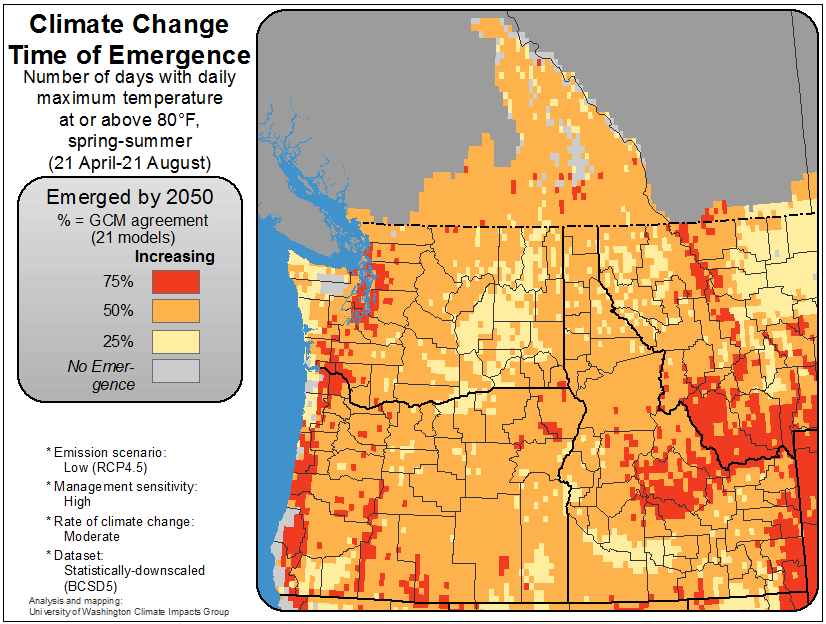 Climate Change
Time of Emergence
Number of days with daily
maximum temperature
at or above 80°F,
spring-summer
(21 April-21 August)
Emerged by 2050
% = GCM agreement
(21 models)
Increasing
75%
50%
25%
No Emer-
gence
* Emission scenario:
Low (RCP4.5)
* Management sensitivity:
High
* Rate of climate change:
Moderate
* Dataset:
Statistically-downscaled
(BCSD5)
Analysis and mapping:
University of Washington Climate Impacts Group